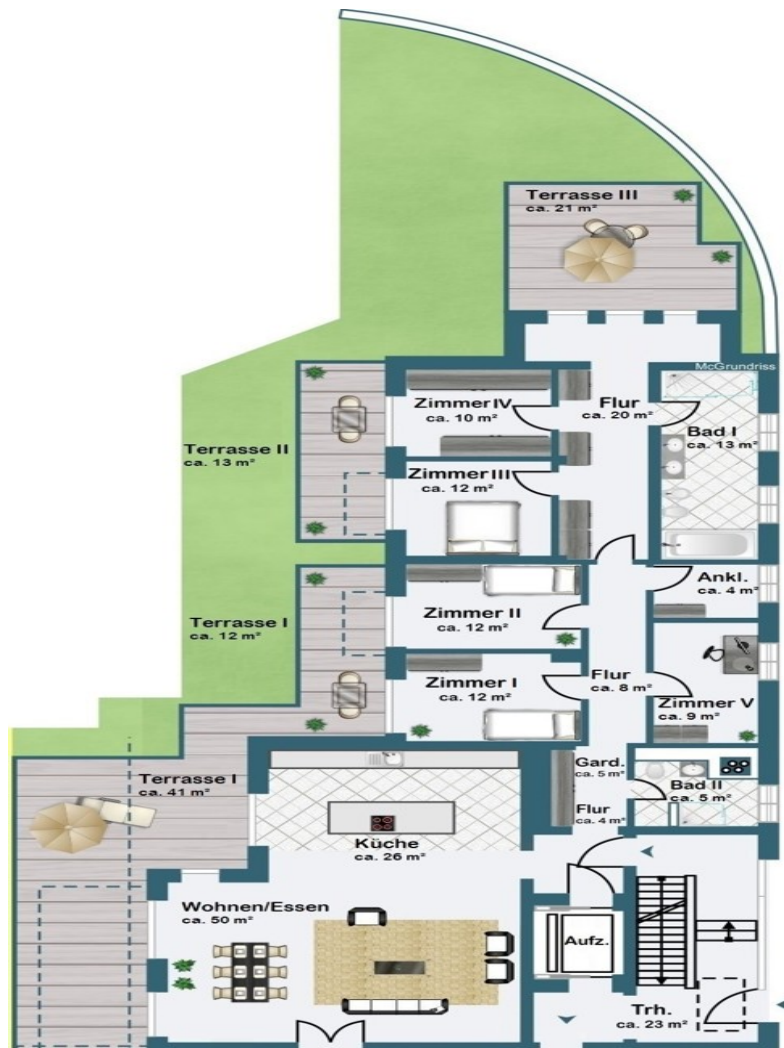 Terrasse III
ca. 21 m²
McGrundriss
Zimmer IV
ca. 10 m²
Flur
ca. 20 m²
Bad I
ca. 13 m²
Terrasse II
ca. 13 m²
Zimmer III
ca. 12 m²
Ankl.
ca. 4 m²
Terrasse I
ca. 12 m²
Zimmer II
ca. 12 m²
Zimmer I
ca. 12 m²
Flur
ca. 8 m²
Zimmer V
ca. 9 m²
Terrasse I
ca. 41 m²
Gard.
ca. 5 m²
Bad II
ca. 5 m²
Flur
ca. 4 m²
Küche
ca. 26 m²
Wohnen/Essen
ca. 50 m²
Aufz.
Trh.
ca. 23 m²